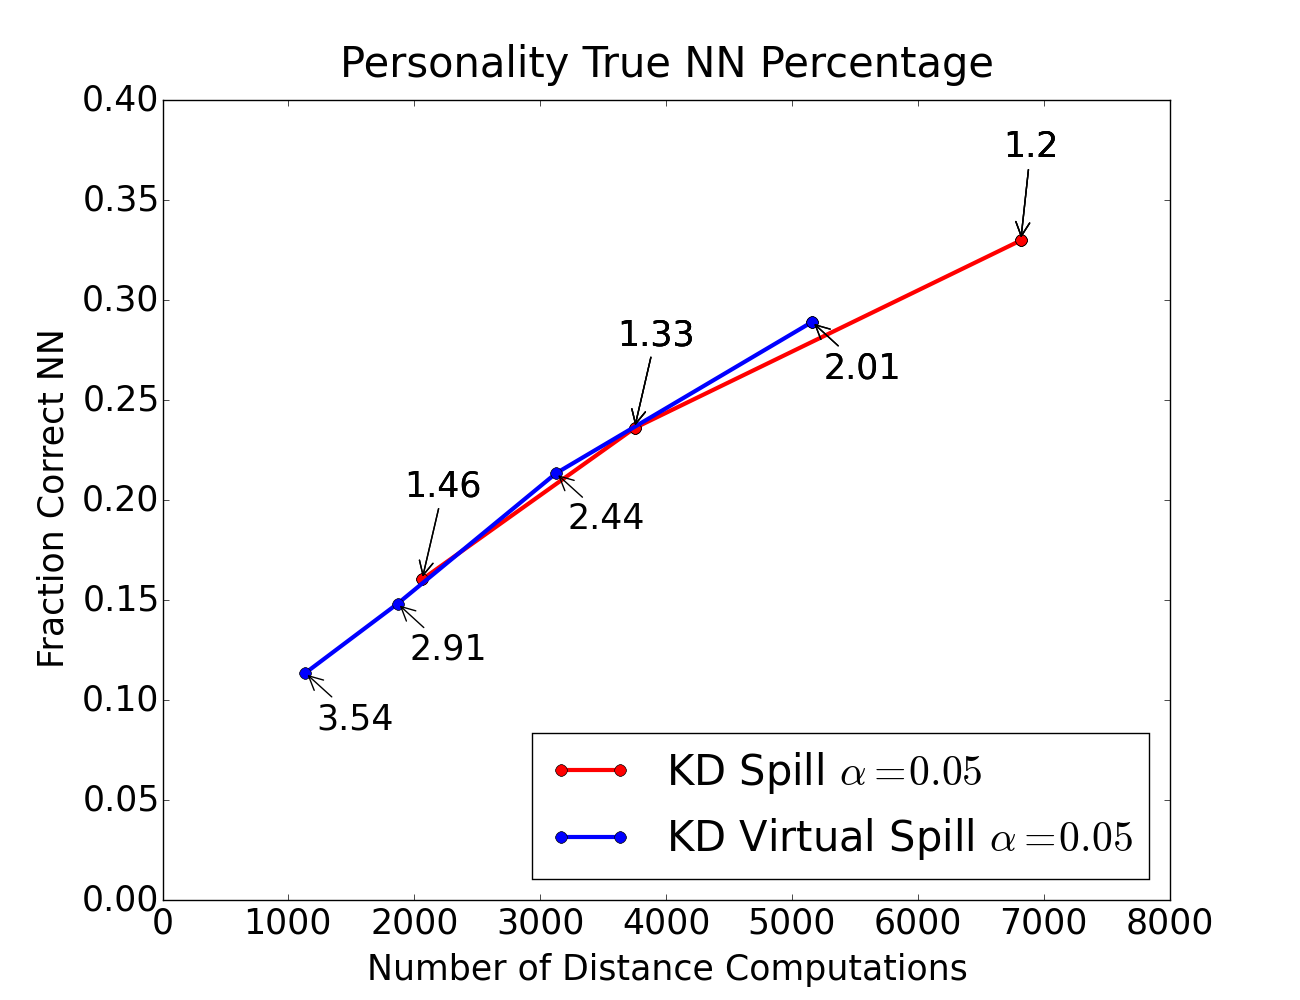 Personality True NN Percentage
0.40
0.35
0.30
0.25
0.20
0.15
0.10
0.05
0.00
Fraction Correct NN
1.2
1.33
2.01
1.46
2.44
2.91
3.54
KD Spill α=0.05
KD Virtual Spill α=0.05
0 1000 2000 3000 4000 5000 6000 7000 8000
Number of Distance Computations